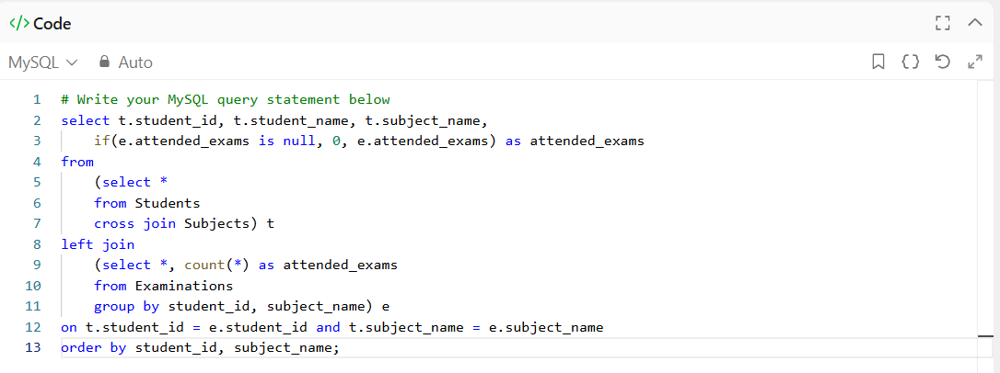 </> Code
MySQL Auto
1 # Write your MySQL query statement below
2 select t.student_id, t.student_name, t.subject_name,
3 if(e.attended_exams is null, 0, e.attended_exams) as attended_exams
4 from
5 (select *
6 from Students
7 cross join Subjects) t
8 left join
9 (select *, count(*) as attended_exams
10 from Examinations
11 group by student_id, subject_name) e
12 on t.student_id = e.student_id and t.subject_name = e.subject_name
13 order by student_id, subject_name;